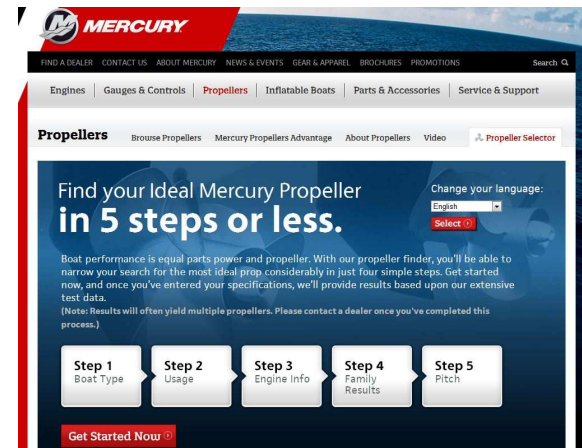 MERCURY
FIND A DEALER CONTACT US ABOUT MERCURY NEWS & EVENTS GEAR & APPAREL BROCHURES PROMOTIONS Search
Engines Gauges & Controls Propellers Inflatable Boats Parts & Accessories Service & Support
Propellers Browse Propellers Mercury Propellers Advantage About Propellers Video Propeller Selector
Find your Ideal Mercury Propeller
in 5 steps or less.
Change your language:
English
Select
Boat performance is equal parts power and propeller. With our propeller finder, you'll be able to
narrow your search for the most ideal prop considerably in just four simple steps. Get started
now, and once you've entered your specifications, we'll provide results based upon our extensive
test data.
(Note: Results will often yield multiple propellers. Please contact a dealer once you've completed this
process.)
Step 1
Boat Type
Step 2
Usage
Step 3
Engine Info
Step 4
Family
Results
Step 5
Pitch
Get Started Now